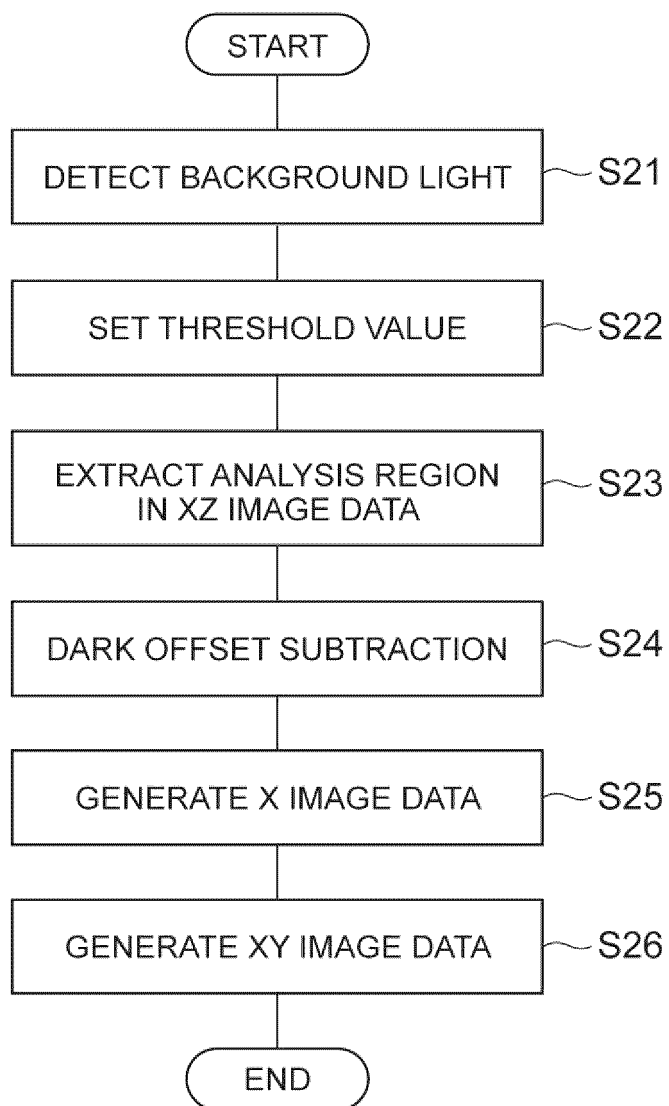 START
DETECT BACKGROUND LIGHT
S21
SET THRESHOLD VALUE
S22
EXTRACT ANALYSIS REGION
IN XZ IMAGE DATA
S23
DARK OFFSET SUBTRACTION
S24
GENERATE X IMAGE DATA
S25
GENERATE XY IMAGE DATA
S26
END